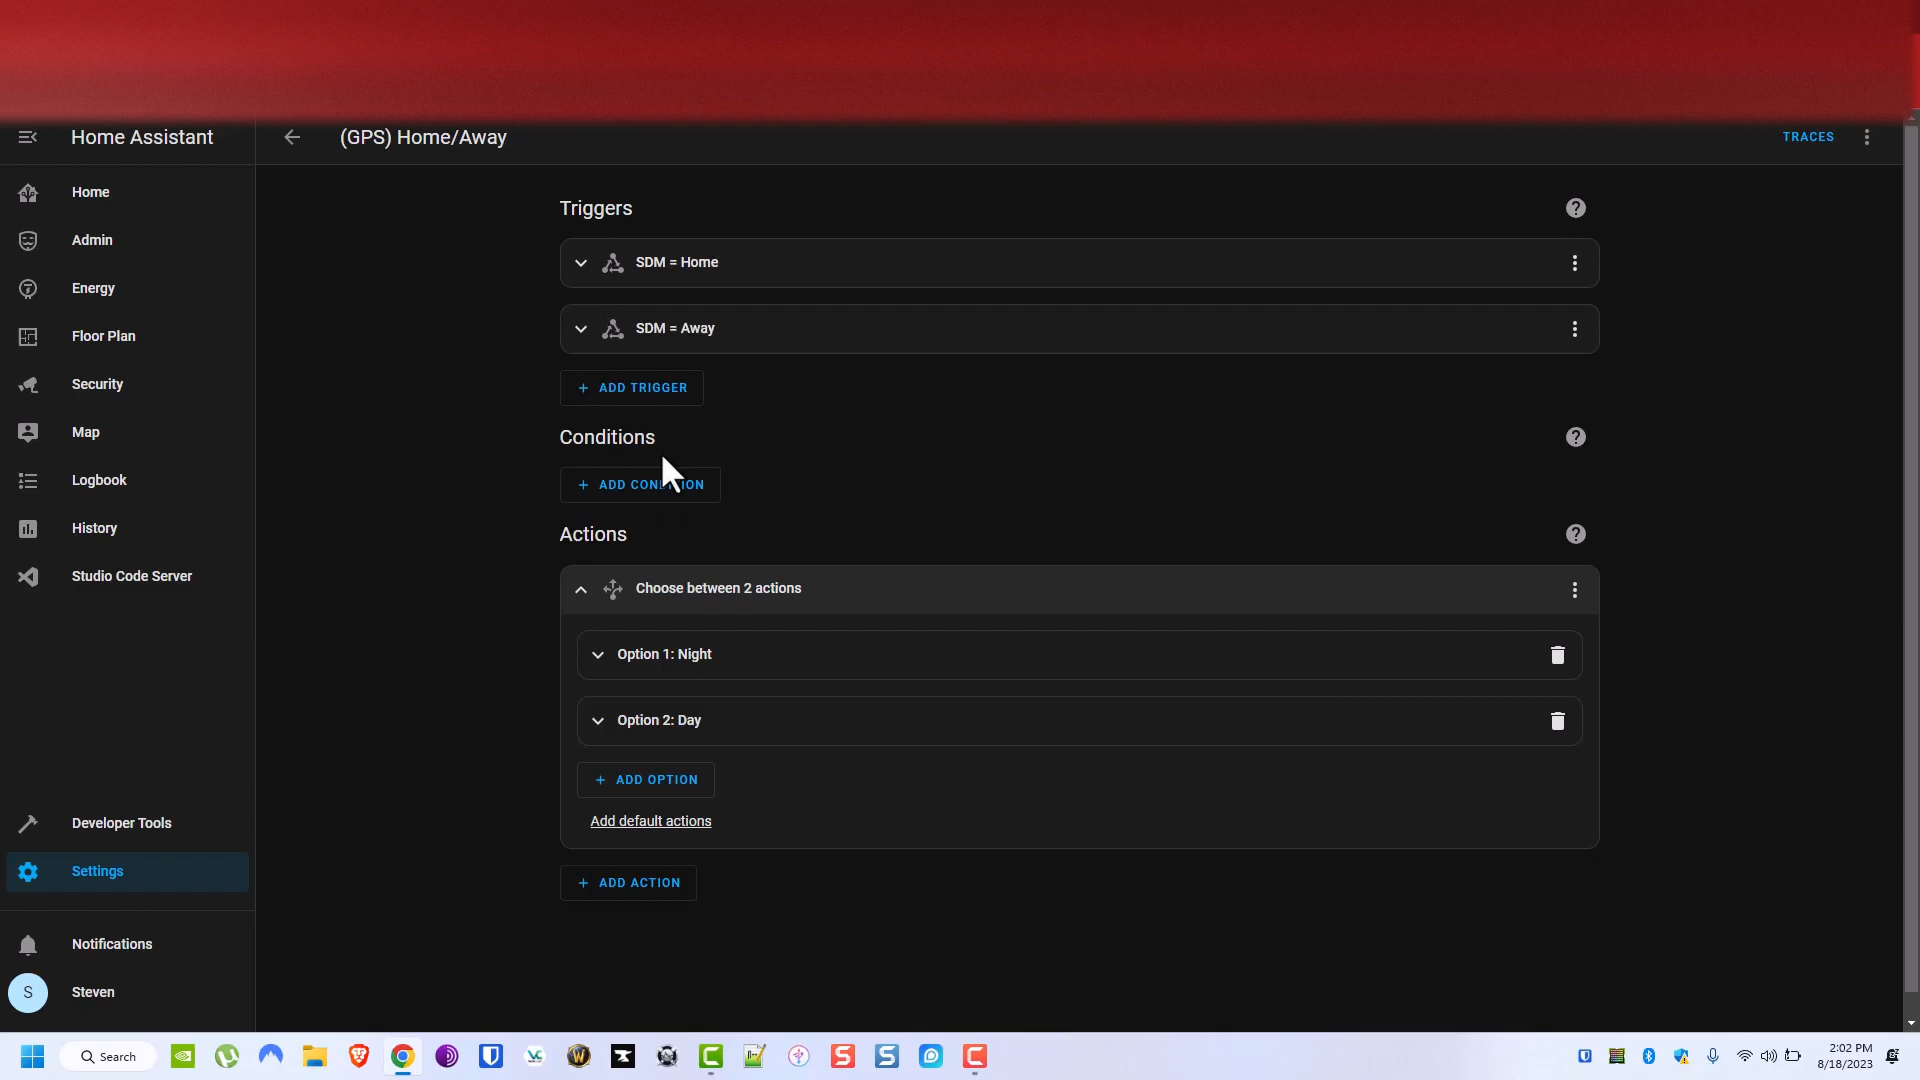 Home Assistant
(GPS) Home/Away
TRACES
Home
Admin
Energy
Floor Plan
Security
Map
Logbook
History
Studio Code Server
Developer Tools
Settings
Notifications
S
Steven
Triggers
SDM = Home
SDM = Away
+ ADD TRIGGER
Conditions
+ ADD CONDITION
Actions
Choose between 2 actions
Option 1: Night
Option 2: Day
+ ADD OPTION
Add default actions
+ ADD ACTION
Search
2:02 PM
8/18/2023